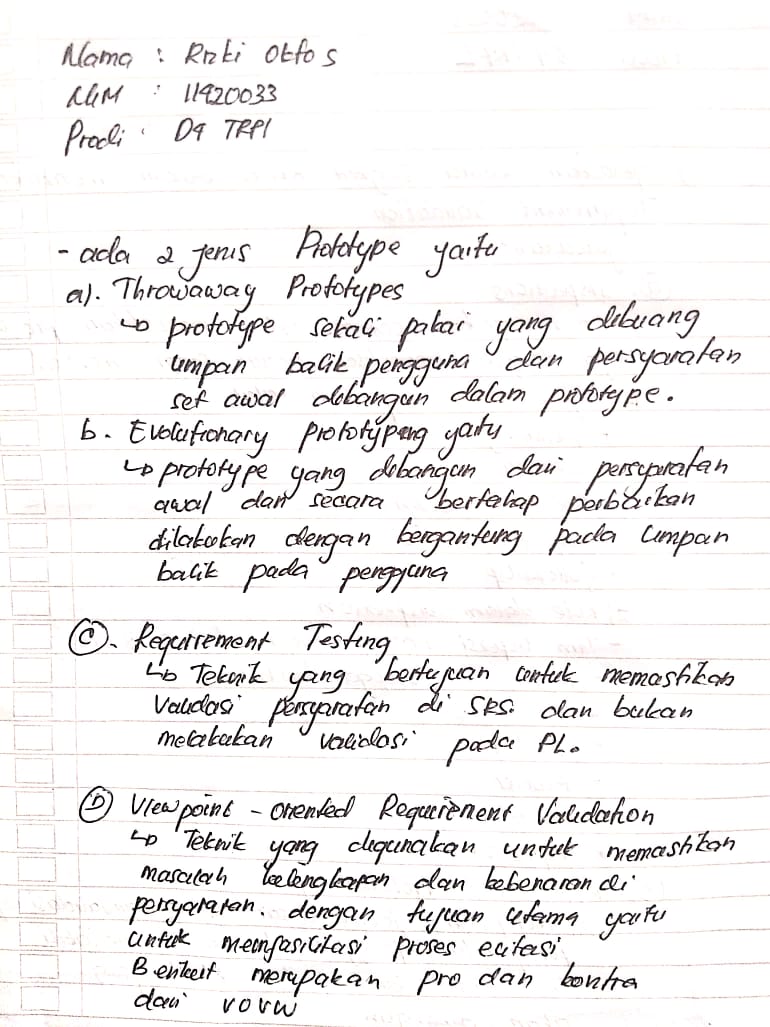 Nama : Rizki Oktfos
NIM : 11920033
Prodi : D4 TRPL
- ada 2 jenis Prototype yaitu
a). Throwaway Prototypes
↳ prototype sekali pakai yang dibuang
umpan balik pengguna dan persyaratan
set awal dibangun dalam prototype.
b. Evolutionary Prototyping yaitu
↳ prototype yang dibangun dari persyaratan
awal dan secara bertahap perbaikan
dilakukan dengan bergantung pada umpan
balik pada pengguna
C. Requirement Testing
↳ Teknik yang bertujuan untuk memastikan
Validasi persyaratan di SRS. dan bukan
melakukan validasi pada PL.
D Viewpoint - Oriented Requirement Validation
↳ Teknik yang digunakan untuk memastikan
masalah kelengkapan dan kebenaran di
persyaratan. dengan tujuan utama yaitu
untuk memfasilitasi proses elitasi
Berikut merupakan pro dan kontra
dari VORV